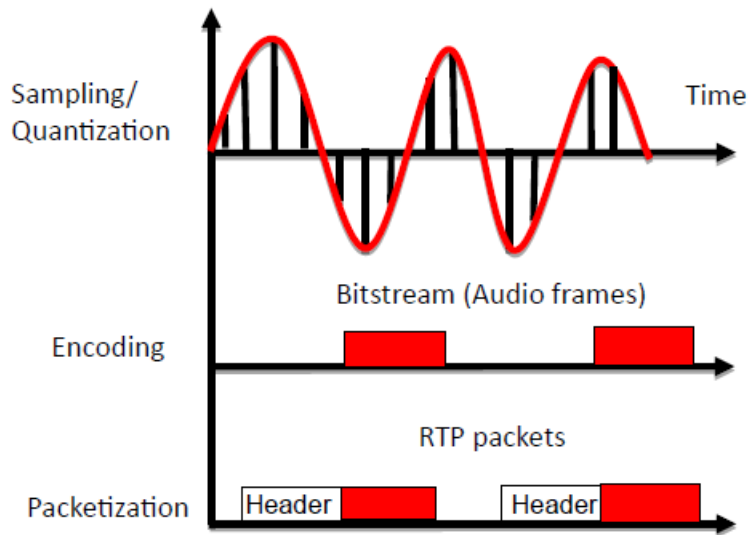 Sampling/
Quantization
Time
Bitstream (Audio frames)
Encoding
RTP packets
Packetization
Header
Header